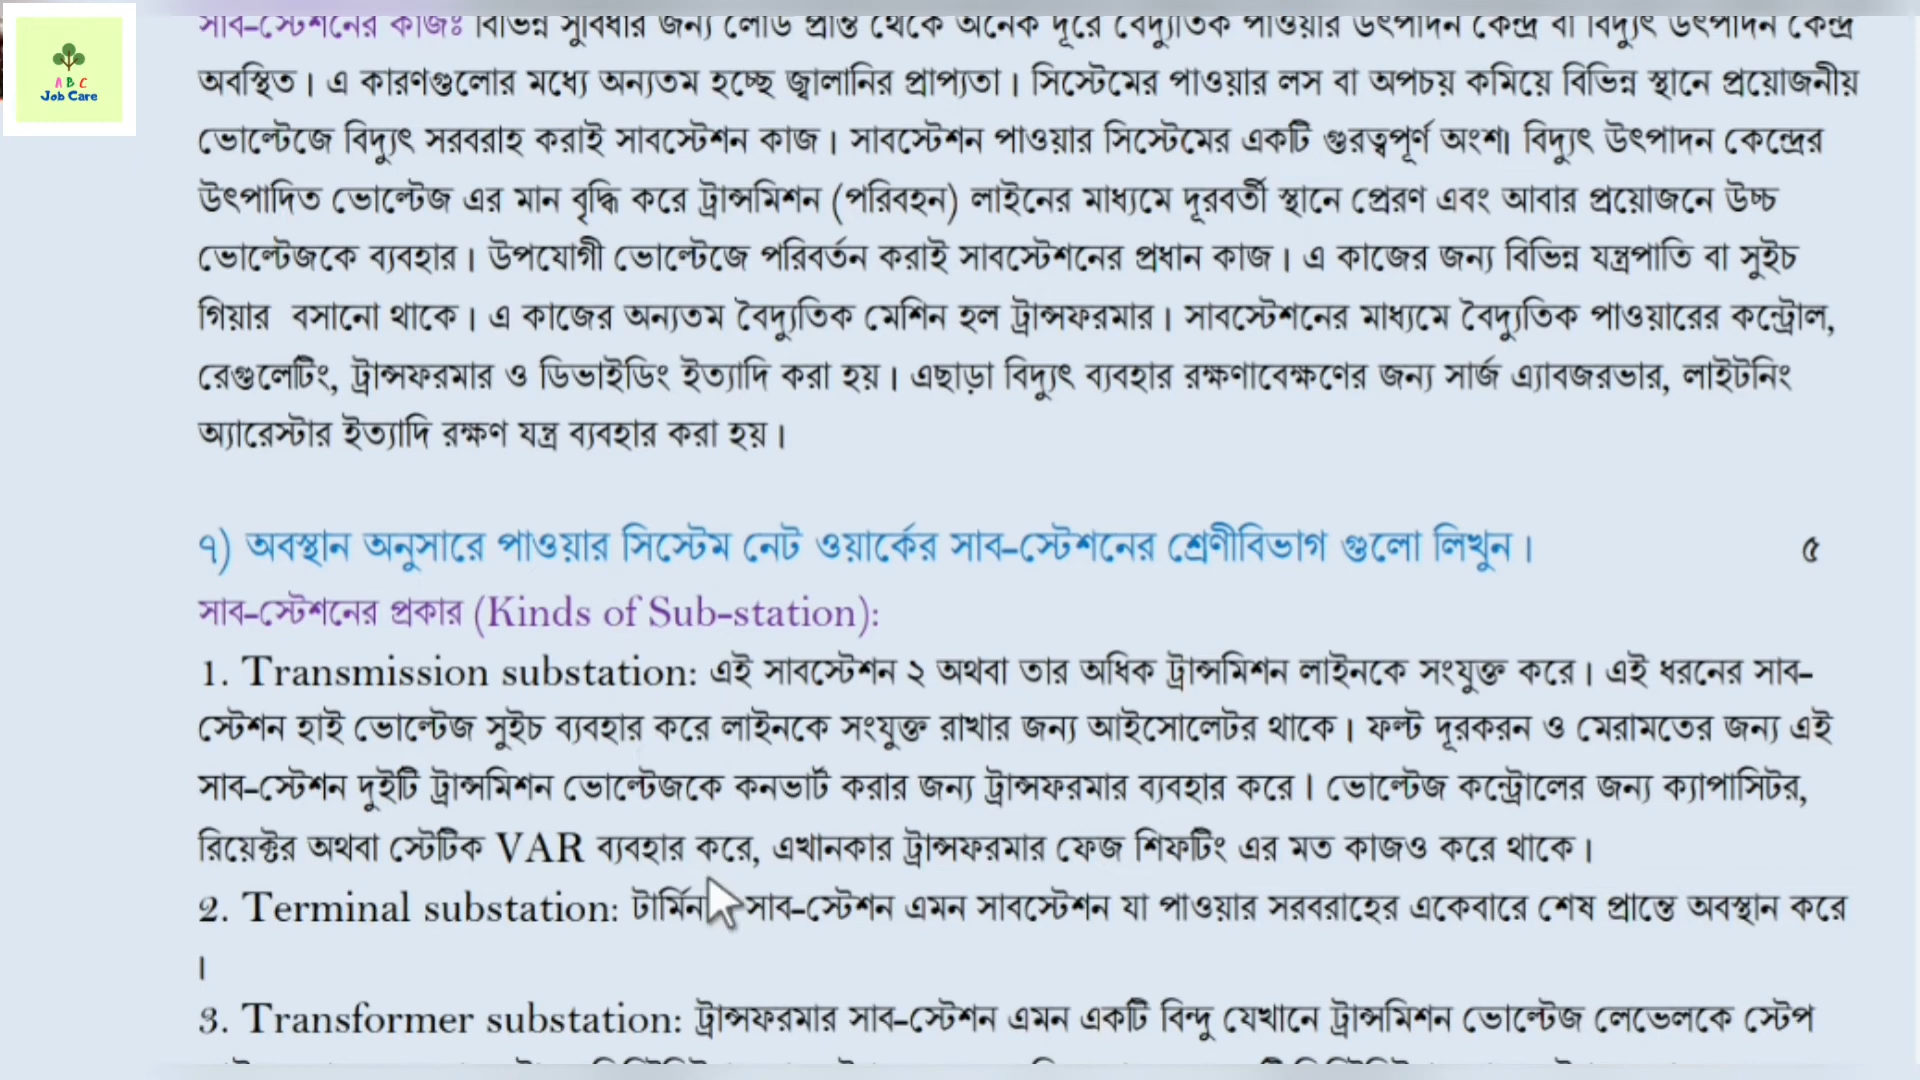 A B C
Job Care
সাব-স্টেশনের কাজঃ বিভিন্ন সুবিধার জন্য লোড প্রান্ত থেকে অনেক দূরে বৈদ্যুতিক পাওয়ার উৎপাদন কেন্দ্র বা বিদ্যুৎ উৎপাদন কেন্দ্র
অবস্থিত। এ কারণগুলোর মধ্যে অন্যতম হচ্ছে জ্বালানির প্রাপ্যতা। সিস্টেমের পাওয়ার লস বা অপচয় কমিয়ে বিভিন্ন স্থানে প্রয়োজনীয়
ভোল্টেজে বিদ্যুৎ সরবরাহ করাই সাবস্টেশন কাজ। সাবস্টেশন পাওয়ার সিস্টেমের একটি গুরত্বপূর্ণ অংশ। বিদ্যুৎ উৎপাদন কেন্দ্রের
উৎপাদিত ভোল্টেজ এর মান বৃদ্ধি করে ট্রান্সমিশন (পরিবহন) লাইনের মাধ্যমে দূরবর্তী স্থানে প্রেরণ এবং আবার প্রয়োজনে উচ্চ
ভোল্টেজকে ব্যবহার। উপযোগী ভোল্টেজে পরিবর্তন করাই সাবস্টেশনের প্রধান কাজ। এ কাজের জন্য বিভিন্ন যন্ত্রপাতি বা সুইচ
গিয়ার বসানো থাকে। এ কাজের অন্যতম বৈদ্যুতিক মেশিন হল ট্রান্সফরমার। সাবস্টেশনের মাধ্যমে বৈদ্যুতিক পাওয়ারের কন্ট্রোল,
রেগুলেটিং, ট্রান্সফরমার ও ডিভাইডিং ইত্যাদি করা হয়। এছাড়া বিদ্যুৎ ব্যবহার রক্ষণাবেক্ষণের জন্য সার্জ এ্যাবজরভার, লাইটনিং
অ্যারেস্টার ইত্যাদি রক্ষণ যন্ত্র ব্যবহার করা হয়।
৭) অবস্থান অনুসারে পাওয়ার সিস্টেম নেট ওয়ার্কের সাব-স্টেশনের শ্রেণীবিভাগ গুলো লিখুন। ৫
সাব-স্টেশনের প্রকার (Kinds of Sub-station):
1. Transmission substation: এই সাবস্টেশন ২ অথবা তার অধিক ট্রান্সমিশন লাইনকে সংযুক্ত করে। এই ধরনের সাব-
স্টেশন হাই ভোল্টেজ সুইচ ব্যবহার করে লাইনকে সংযুক্ত রাখার জন্য আইসোলেটর থাকে। ফল্ট দূরকরন ও মেরামতের জন্য এই
সাব-স্টেশন দুইটি ট্রান্সমিশন ভোল্টেজকে কনভার্ট করার জন্য ট্রান্সফরমার ব্যবহার করে। ভোল্টেজ কন্ট্রোলের জন্য ক্যাপাসিটর,
রিয়েক্টর অথবা স্টেটিক VAR ব্যবহার করে, এখানকার ট্রান্সফরমার ফেজ শিফটিং এর মত কাজও করে থাকে।
2. Terminal substation: সাব-স্টেশন এমন সাবস্টেশন যা পাওয়ার সরবরাহের একেবারে শেষ প্রান্তে অবস্থান করে
।
3. Transformer substation: ট্রান্সফরমার সাব-স্টেশন এমন একটি বিন্দু যেখানে ট্রান্সমিশন ভোল্টেজ লেভেলকে স্টেপ